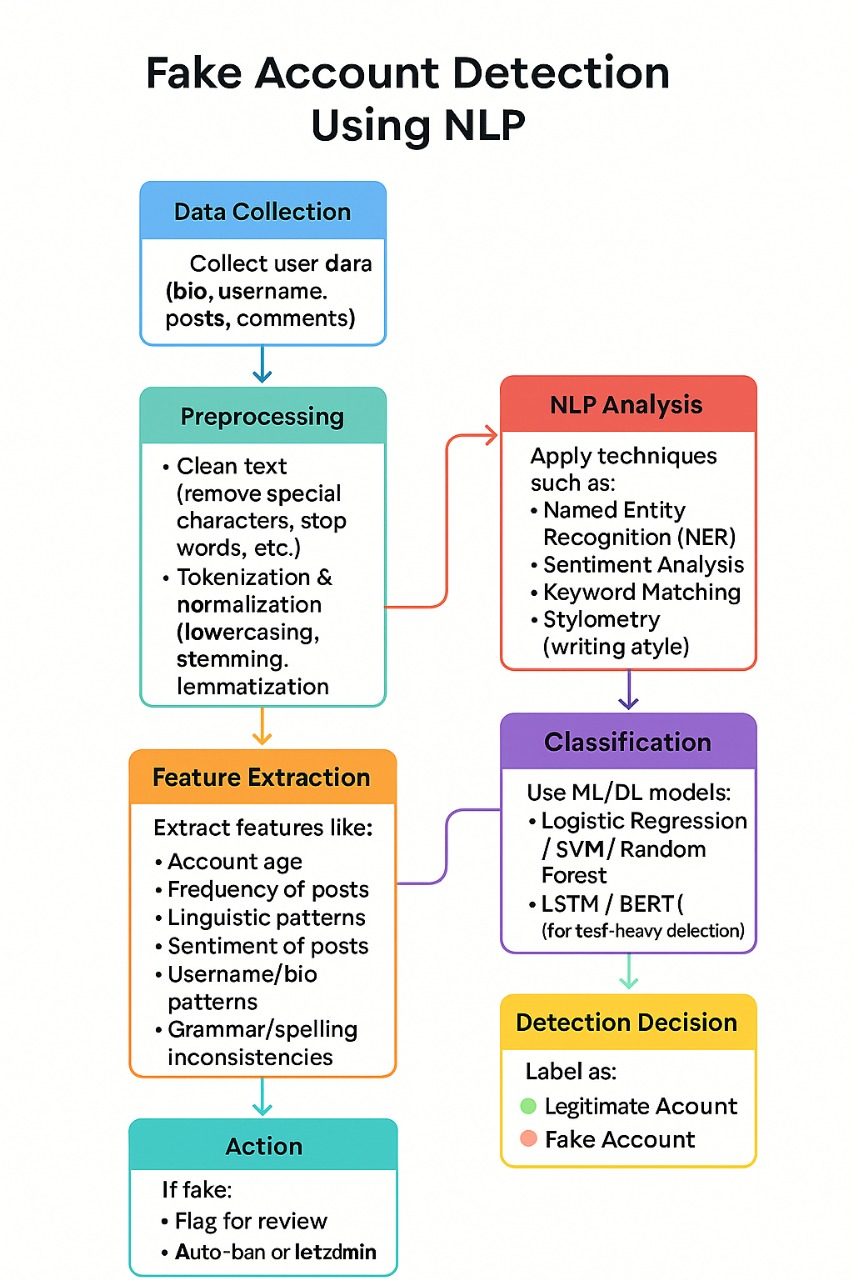 Fake Account Detection
Using NLP
Data Collection
Collect user dara
(bio, username.
posts, comments)
Preprocessing
• Clean text
(remove special
characters, stop
words, etc.)
• Tokenization &
normalization
(lowercasing,
stemming.
lemmatization
Feature Extraction
Extract features like:
• Account age
• Frequency of posts
• Linguistic patterns
• Sentiment of posts
• Username/bio
patterns
• Grammar/spelling
inconsistencies
Action
If fake:
• Flag for review
• Auto-ban or letzdmin
NLP Analysis
Apply techniques
such as:
• Named Entity
Recognition (NER)
• Sentiment Analysis
• Keyword Matching
• Stylometry
(writing atyle)
Classification
Use ML/DL models:
• Logistic Regression
/ SVM / Random
Forest
• LSTM / BERT (
(for tesf-heavy delection)
Detection Decision
Label as:
Legitimate Acount
Fake Account